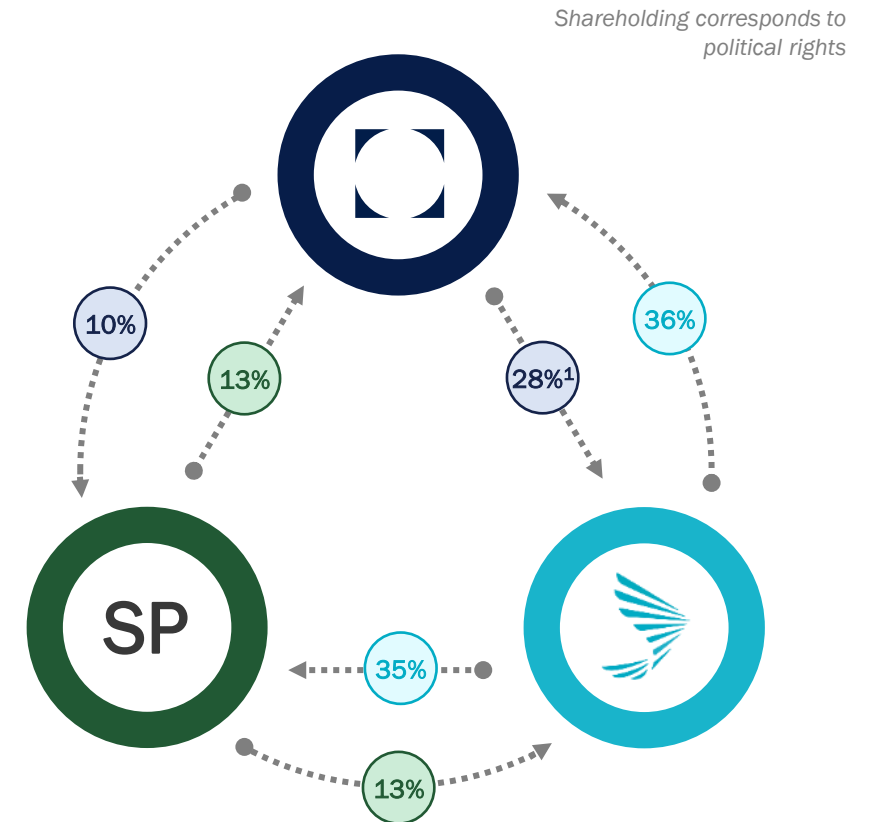 Shareholding corresponds to
political rights
10%
13%
28%¹
36%
SP
35%
13%